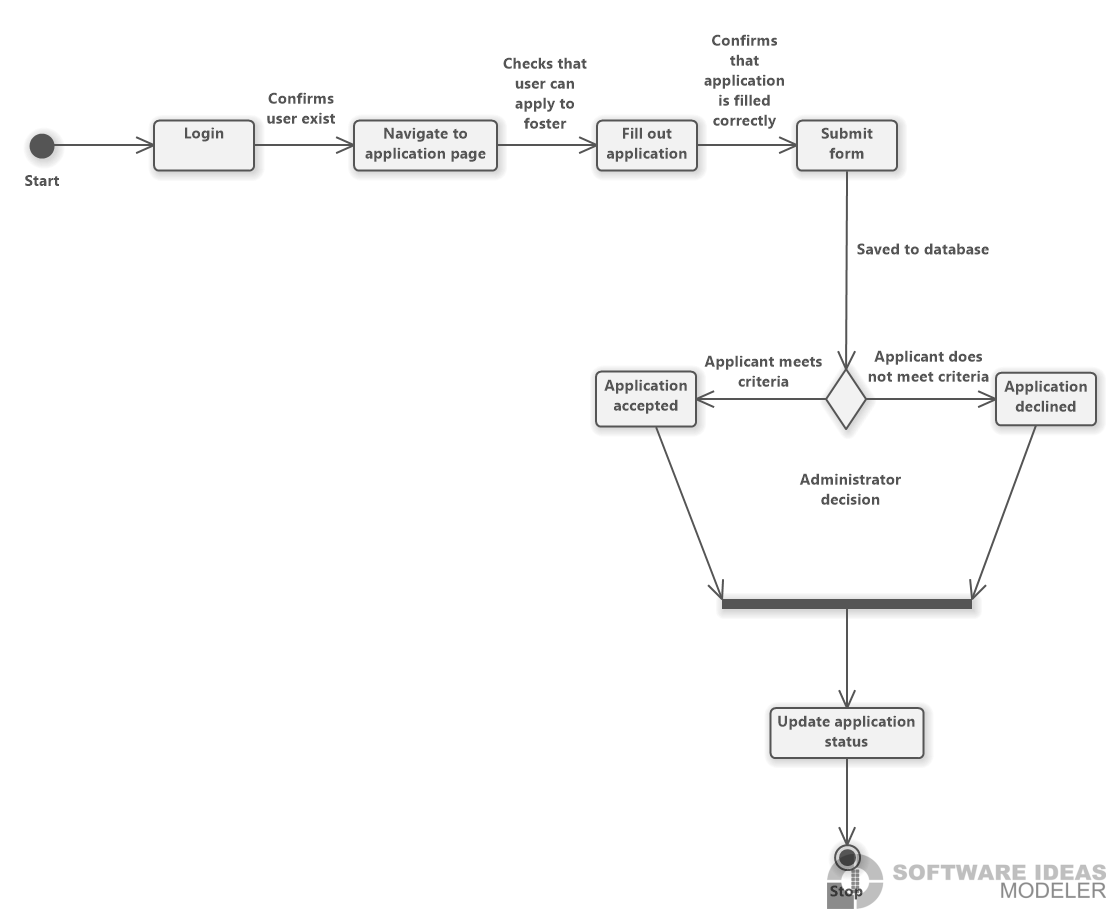 Start
Login
Confirms
user exist
Navigate to
application page
Checks that
user can
apply to
foster
Fill out
application
Confirms
that
application
is filled
correctly
Submit
form
Saved to database
Applicant meets
criteria
Applicant does
not meet criteria
Application
accepted
Application
declined
Administrator
decision
Update application
status
Stop
SOFTWARE IDEAS
MODELER